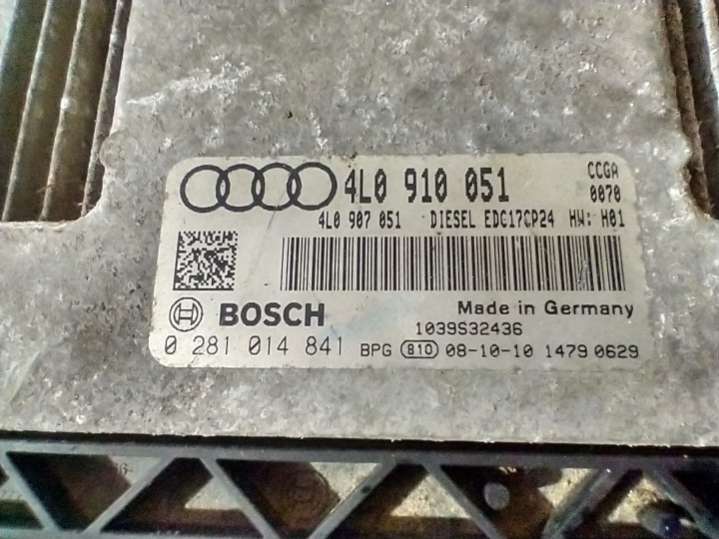 4L0 910 051 CCGA
0070
4L0 907 051 DIESEL EDC17CP24 HW: H01
BOSCH Made in Germany
1039S32436
0 281 014 841 BPG 810 08-10-10 1479 0629